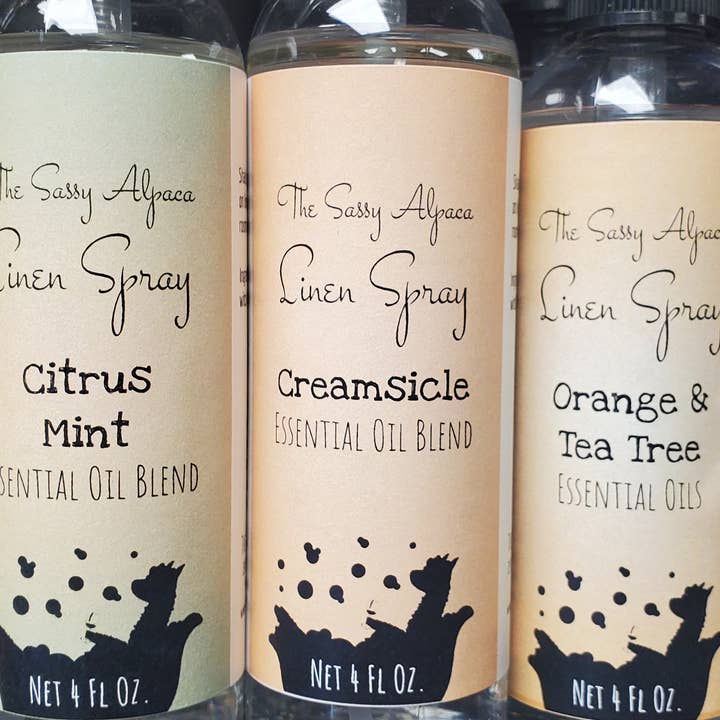 The Sassy Alpaca
Linen Spray
Citrus
Mint
Essential Oil Blend
Net 4 Fl Oz.
The Sassy Alpaca
Linen Spray
Creamsicle
Essential Oil Blend
Net 4 Fl Oz.
The Sassy Alpac
Linen Spray
Orange &
Tea Tree
Essential Oils
Net 4 Fl Oz.